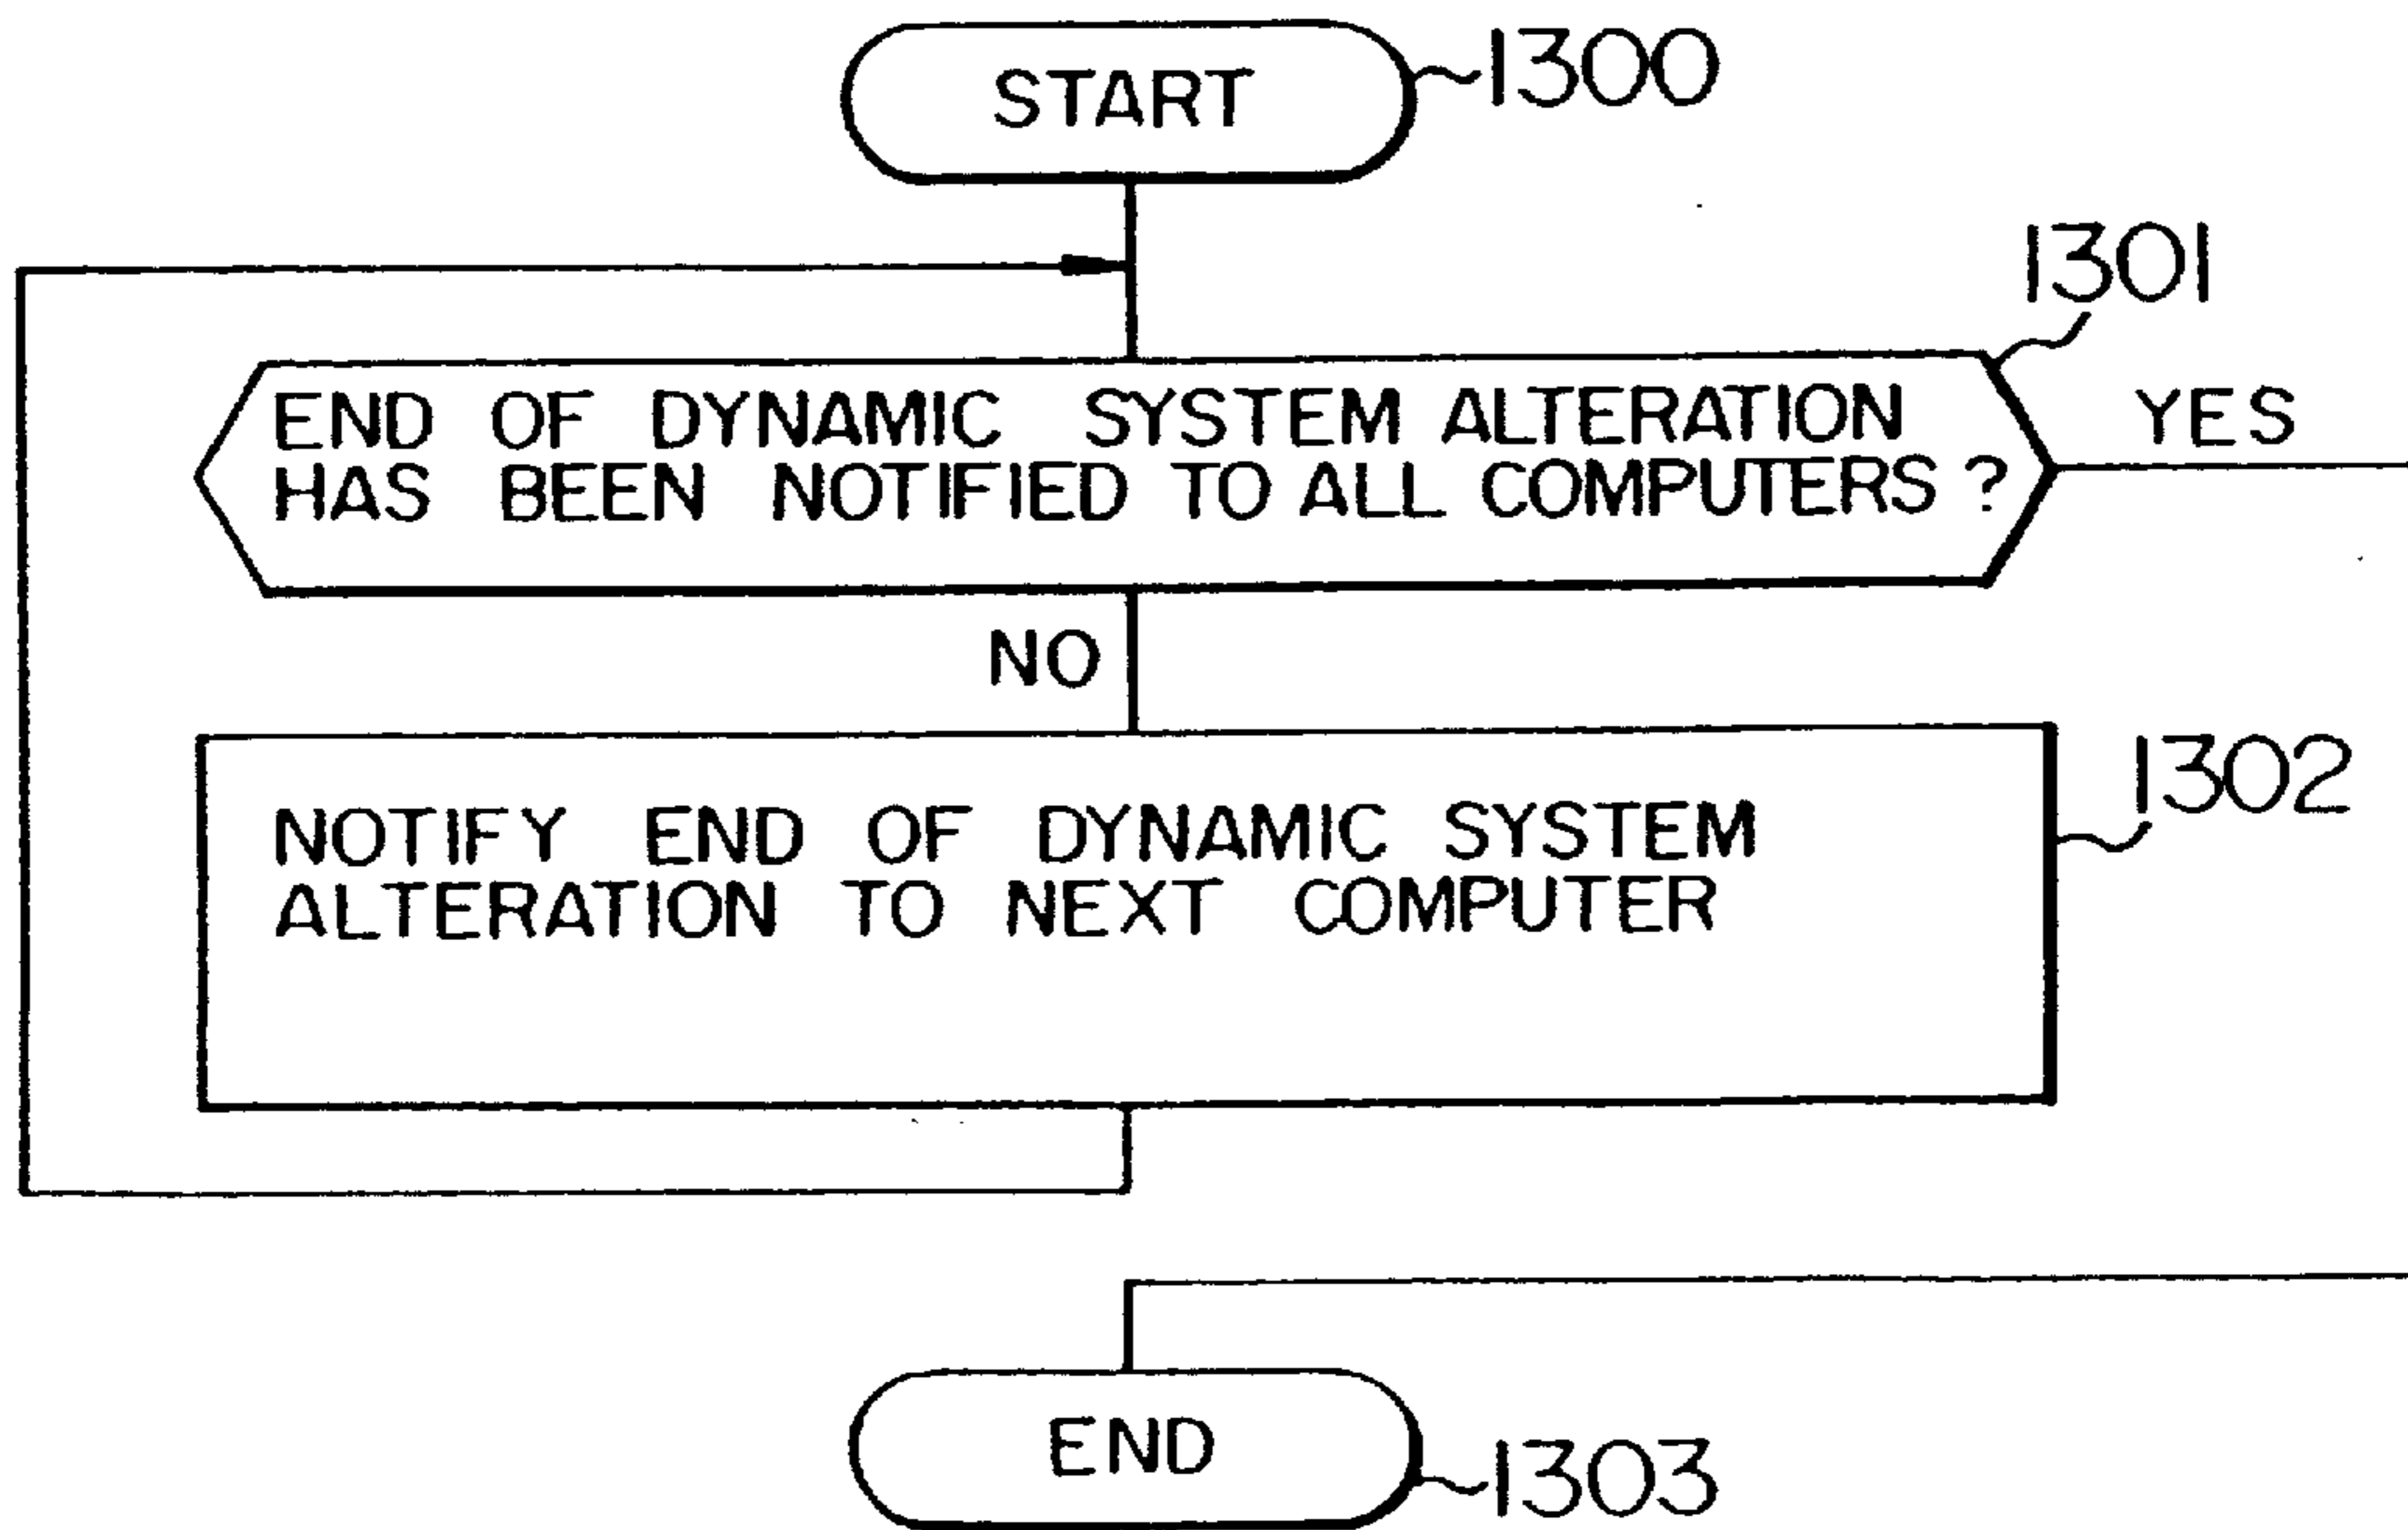 START
1300
1301
END OF DYNAMIC SYSTEM ALTERATION
HAS BEEN NOTIFIED TO ALL COMPUTERS ?
YES
NO
1302
NOTIFY END OF DYNAMIC SYSTEM
ALTERATION TO NEXT COMPUTER
END
1303